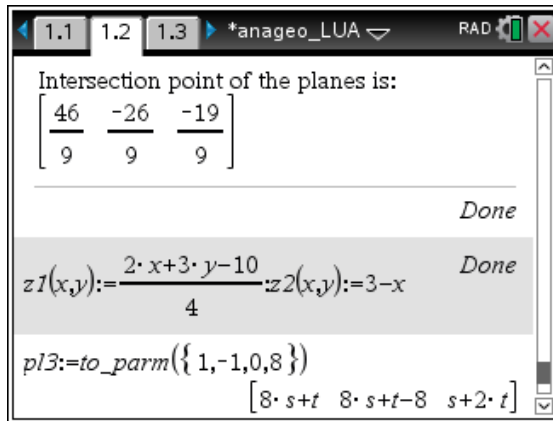 1.1 1.2 1.3 *anageo_LUA RAD
Intersection point of the planes is:
[46/9 -26/9 -19/9]
Done
z1(x,y):=(2·x+3·y-10)/4:z2(x,y):=3-x Done
pl3:=to_parm({1,-1,0,8})
[8·s+t 8·s+t-8 s+2·t]